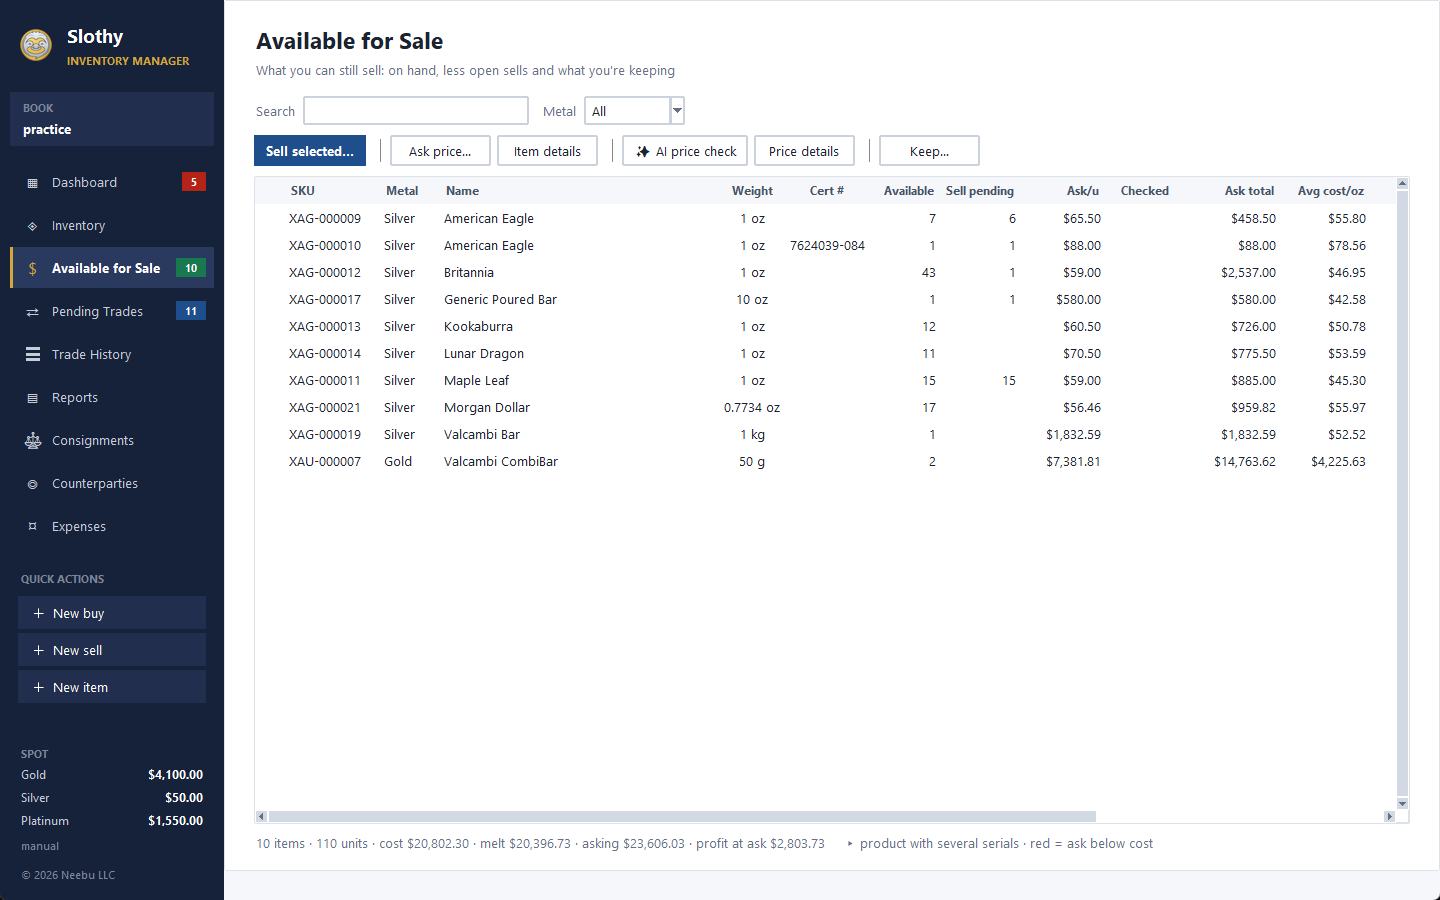 Slothy
INVENTORY MANAGER
BOOK
practice
Dashboard 5
Inventory
Available for Sale 10
Pending Trades 11
Trade History
Reports
Consignments
Counterparties
Expenses
QUICK ACTIONS
+ New buy
+ New sell
+ New item
SPOT
Gold $4,100.00
Silver $50.00
Platinum $1,550.00
manual
© 2026 Neebu LLC
Available for Sale
What you can still sell: on hand, less open sells and what you're keeping
Search Metal All
Sell selected... Ask price... Item details AI price check Price details Keep...
SKU Metal Name Weight Cert # Available Sell pending Ask/u Checked Ask total Avg cost/oz
XAG-000009 Silver American Eagle 1 oz 7 6 $65.50 $458.50 $55.80
XAG-000010 Silver American Eagle 1 oz 7624039-084 1 1 $88.00 $88.00 $78.56
XAG-000012 Silver Britannia 1 oz 43 1 $59.00 $2,537.00 $46.95
XAG-000017 Silver Generic Poured Bar 10 oz 1 1 $580.00 $580.00 $42.58
XAG-000013 Silver Kookaburra 1 oz 12 $60.50 $726.00 $50.78
XAG-000014 Silver Lunar Dragon 1 oz 11 $70.50 $775.50 $53.59
XAG-000011 Silver Maple Leaf 1 oz 15 15 $59.00 $885.00 $45.30
XAG-000021 Silver Morgan Dollar 0.7734 oz 17 $56.46 $959.82 $55.97
XAG-000019 Silver Valcambi Bar 1 kg 1 $1,832.59 $1,832.59 $52.52
XAU-000007 Gold Valcambi CombiBar 50 g 2 $7,381.81 $14,763.62 $4,225.63
10 items · 110 units · cost $20,802.30 · melt $20,396.73 · asking $23,606.03 · profit at ask $2,803.73 ▸ product with several serials · red = ask below cost